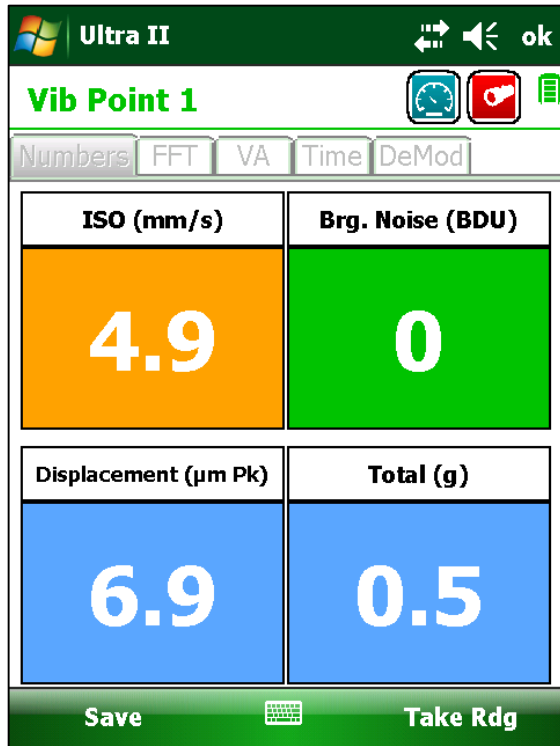 Ultra II ok
Vib Point 1
Numbers FFT VA Time DeMod
ISO (mm/s) Brg. Noise (BDU)
4.9 0
Displacement (µm Pk) Total (g)
6.9 0.5
Save Take Rdg